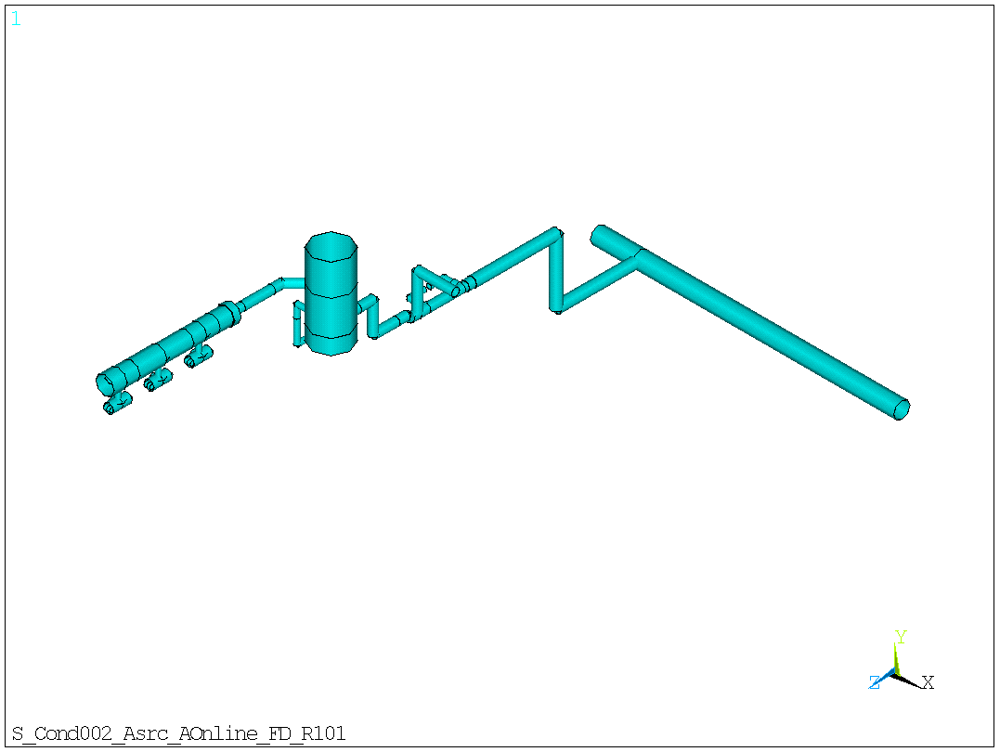 1
Y
Z X
S_Cond002_Asrc_AOnline_FD_R101